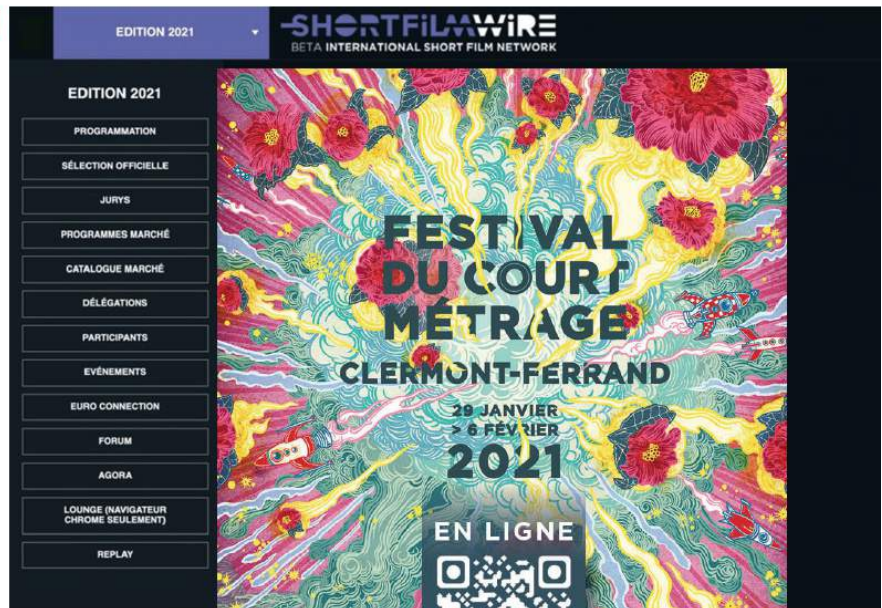 EDITION 2021
SHORTFILMWIRE
BETA INTERNATIONAL SHORT FILM NETWORK
EDITION 2021
PROGRAMMATION
SÉLECTION OFFICIELLE
JURYS
PROGRAMMES MARCHÉ
CATALOGUE MARCHÉ
DÉLÉGATIONS
PARTICIPANTS
EVÉNEMENTS
EURO CONNECTION
FORUM
AGORA
LOUNGE (NAVIGATEUR
CHROME SEULEMENT)
REPLAY
FESTIVAL
DU COURT
MÉTRAGE
CLERMONT-FERRAND
29 JANVIER
> 6 FÉVRIER
2021
EN LIGNE